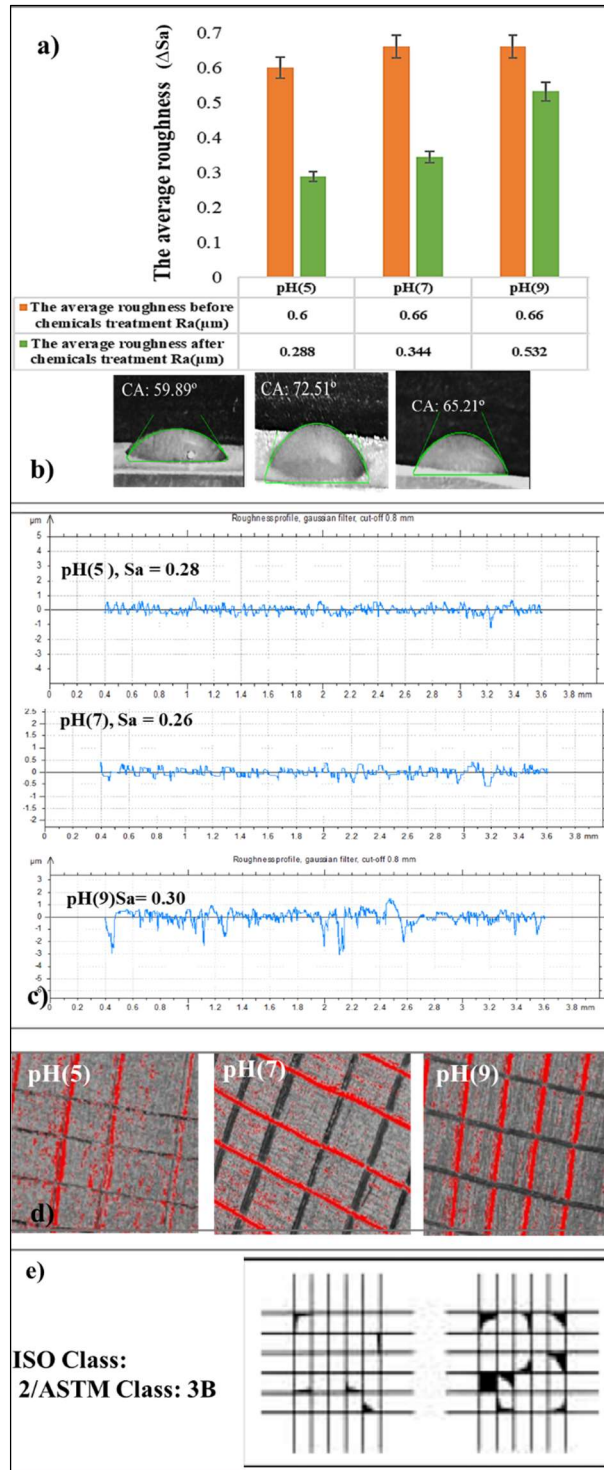 a)
The average roughness (ΔSa)
0.7
0.6
0.5
0.4
0.3
0.2
0.1
0
pH(5) pH(7) pH(9)
The average roughness before chemicals treatment Ra(µm) 0.6 0.66 0.66
The average roughness after chemicals treatment Ra(µm) 0.288 0.344 0.532
CA: 59.89º CA: 72.51º CA: 65.21º
b)
Roughness profile, gaussian filter, cut-off 0.8 mm
µm
5
4
3
2
1
0
-1
-2
-3
-4
pH(5 ), Sa = 0.28
0 0.2 0.4 0.6 0.8 1 1.2 1.4 1.6 1.8 2 2.2 2.4 2.6 2.8 3 3.2 3.4 3.6 3.8 mm
2.5
2
1.5
1
0.5
0
-0.5
-1
-1.5
-2
pH(7), Sa = 0.26
0 0.2 0.4 0.6 0.8 1 1.2 1.4 1.6 1.8 2 2.2 2.4 2.6 2.8 3 3.2 3.4 3.6 3.8 mm
Roughness profile, gaussian filter, cut-off 0.8 mm
µm
3
2
1
0
-1
-2
-3
-4
-5
pH(9)Sa= 0.30
0 0.2 0.4 0.6 0.8 1 1.2 1.4 1.6 1.8 2 2.2 2.4 2.6 2.8 3 3.2 3.4 3.6 3.8 mm
c)
pH(5) pH(7) pH(9)
d)
e)
ISO Class:
2/ASTM Class: 3B